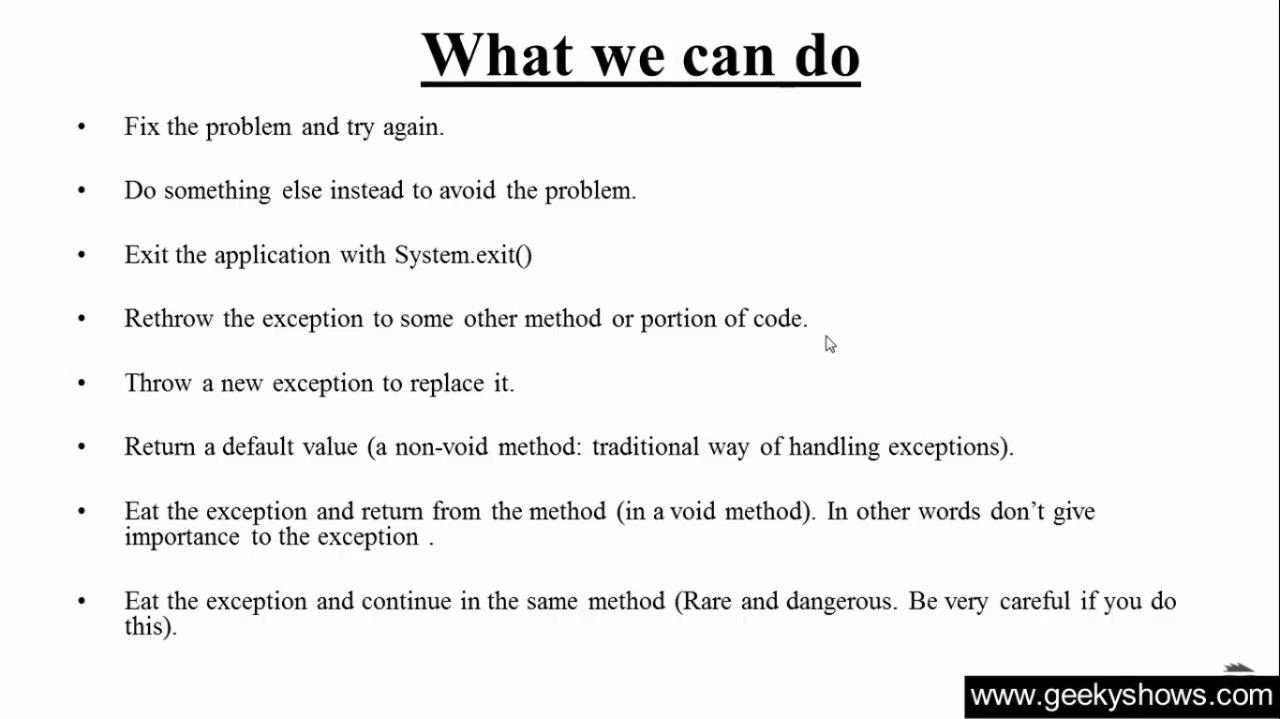 What we can do
• Fix the problem and try again.
• Do something else instead to avoid the problem.
• Exit the application with System.exit()
• Rethrow the exception to some other method or portion of code.
• Throw a new exception to replace it.
• Return a default value (a non-void method: traditional way of handling exceptions).
• Eat the exception and return from the method (in a void method). In other words don’t give
importance to the exception .
• Eat the exception and continue in the same method (Rare and dangerous. Be very careful if you do
this).
www.geekyshows.com